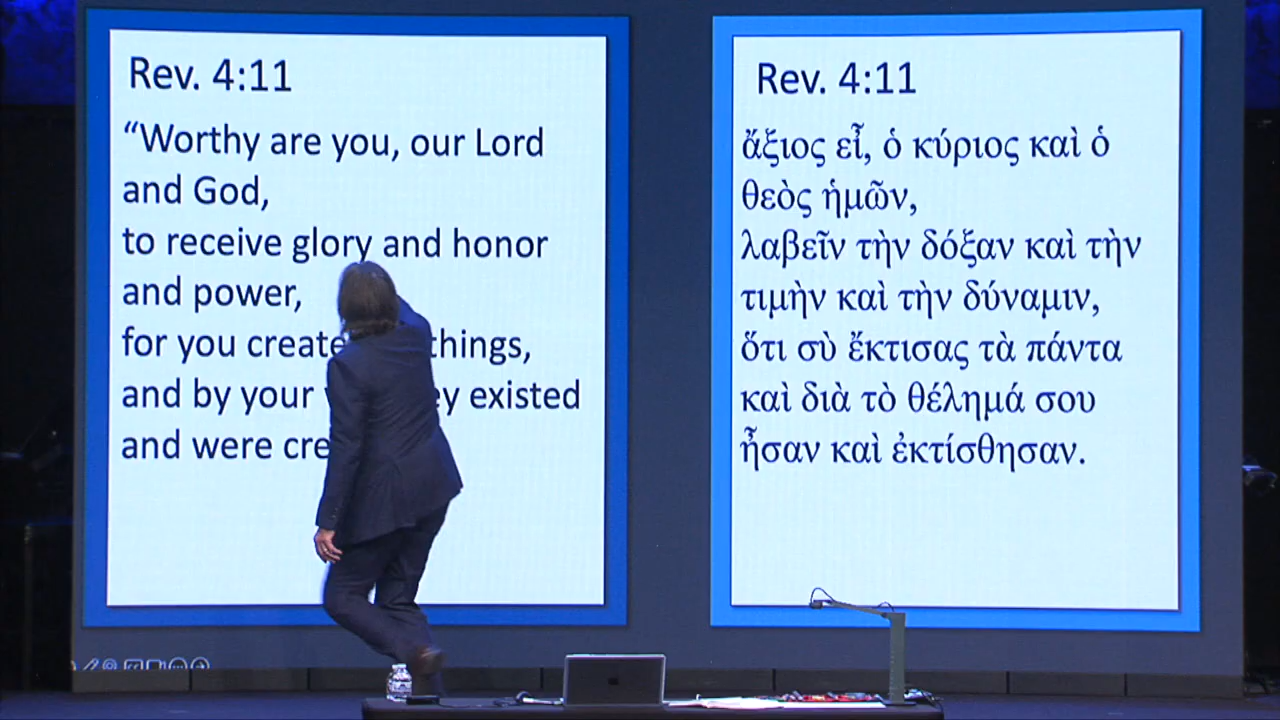 Rev. 4:11
“Worthy are you, our Lord
and God,
to receive glory and honor
and power,
for you create things,
and by your existed
and were
Rev. 4:11
ἄξιος εἶ, ὁ κύριος καὶ ὁ
θεὸς ἡμῶν,
λαβεῖν τὴν δόξαν καὶ τὴν
τιμὴν καὶ τὴν δύναμιν,
ὅτι σὺ ἔκτισας τὰ πάντα
καὶ διὰ τὸ θέλημά σου
ἦσαν καὶ ἐκτίσθησαν.